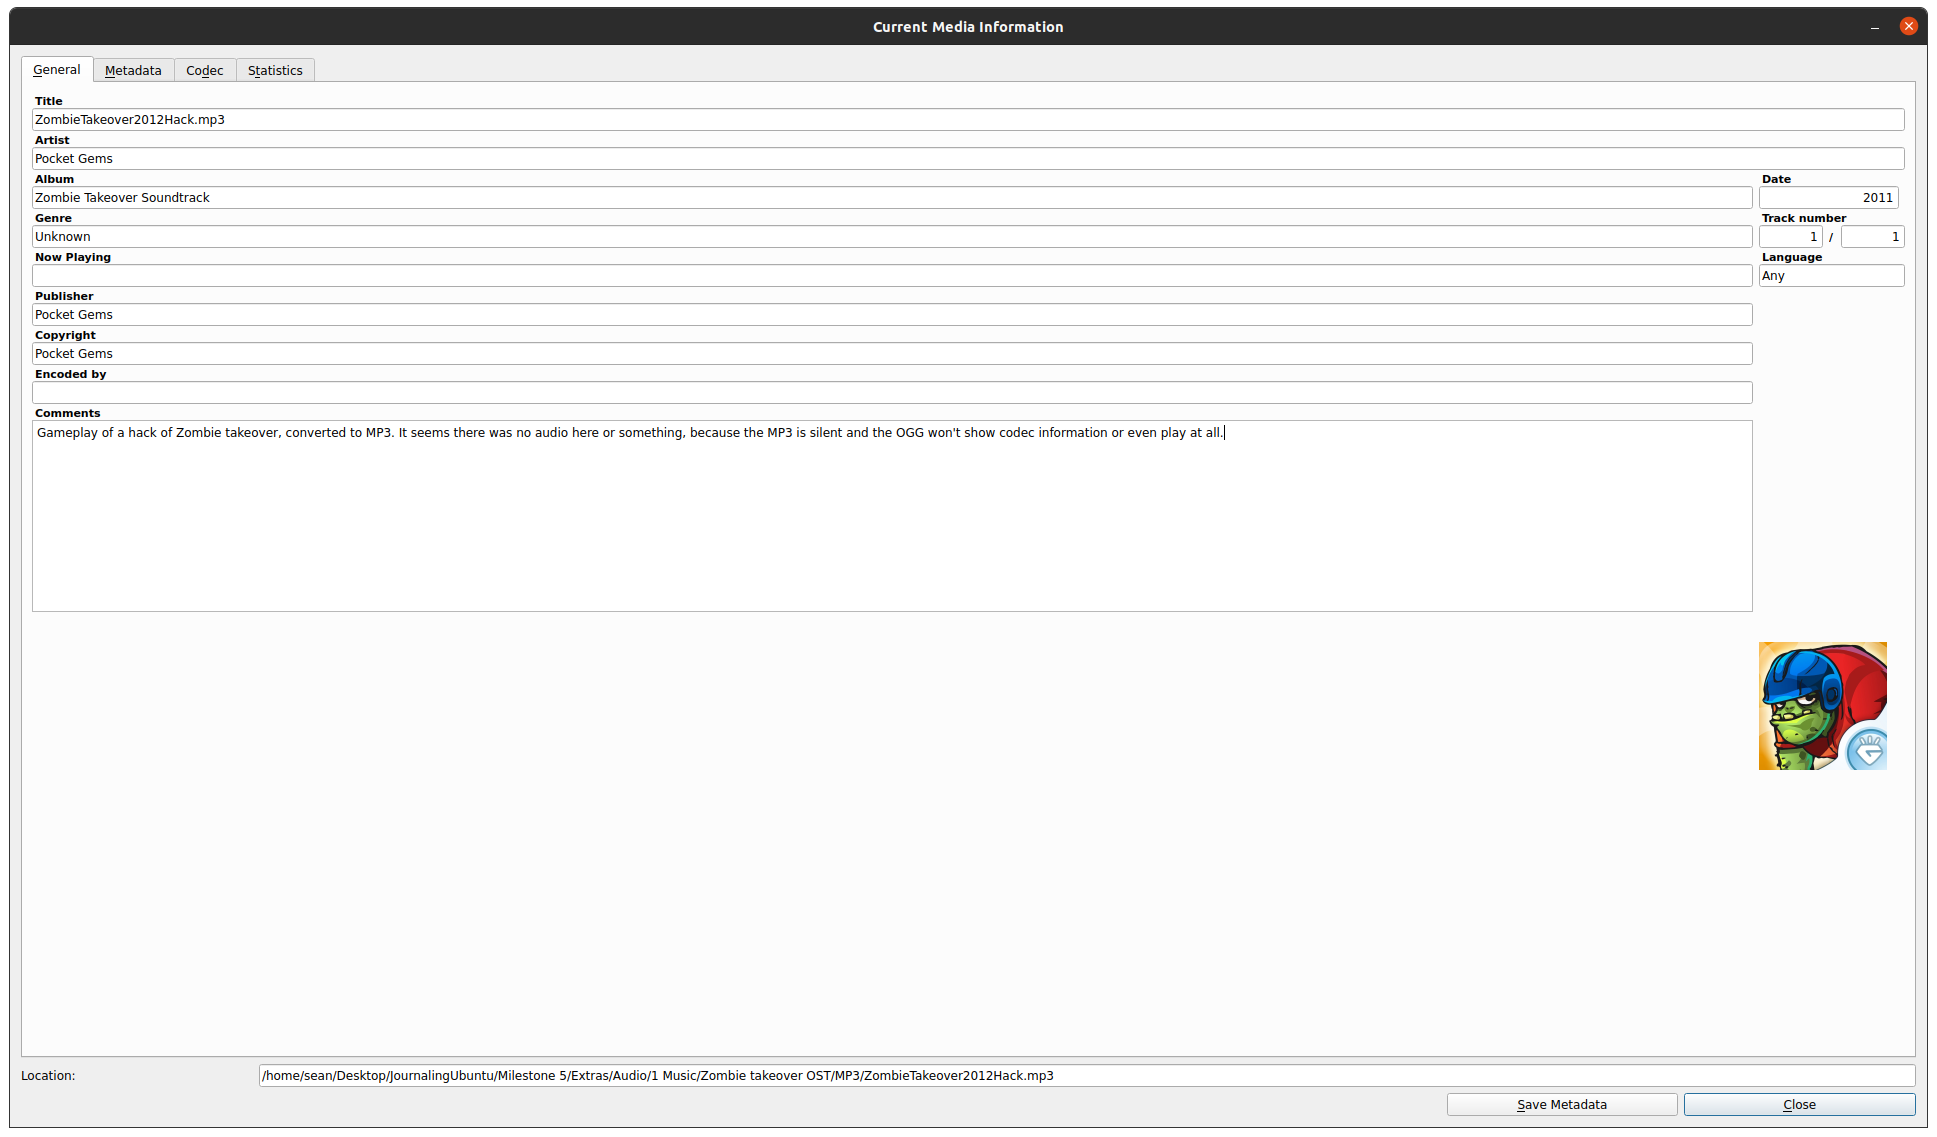 Current Media Information
General Metadata Codec Statistics
Title
ZombieTakeover2012Hack.mp3
Artist
Pocket Gems
Album Date
Zombie Takeover Soundtrack 2011
Genre Track number
Unknown 1 / 1
Now Playing Language
Any
Publisher
Pocket Gems
Copyright
Pocket Gems
Encoded by
Comments
Gameplay of a hack of Zombie takeover, converted to MP3. It seems there was no audio here or something, because the MP3 is silent and the OGG won't show codec information or even play at all.
Location: /home/sean/Desktop/JournalingUbuntu/Milestone 5/Extras/Audio/1 Music/Zombie takeover OST/MP3/ZombieTakeover2012Hack.mp3
Save Metadata Close